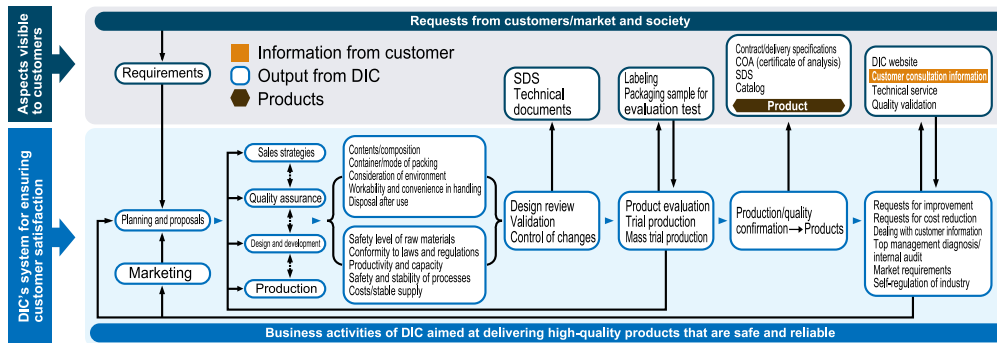 Requests from customers/market and society
Aspects visible
to customers
Information from customer
Output from DIC
Products
Requirements
SDS
Technical
documents
Labeling
Packaging sample for
evaluation test
Contract/delivery specifications
COA (certificate of analysis)
SDS
Catalog
Product
DIC website
Customer consultation information
Technical service
Quality validation
DIC's system for ensuring
customer satisfaction
Planning and proposals
Marketing
Sales strategies
Quality assurance
Design and development
Production
Contents/composition
Container/mode of packing
Consideration of environment
Workability and convenience in handling
Disposal after use
Safety level of raw materials
Conformity to laws and regulations
Productivity and capacity
Safety and stability of processes
Costs/stable supply
Design review
Validation
Control of changes
Product evaluation
Trial production
Mass trial production
Production/quality
confirmation → Products
Requests for improvement
Requests for cost reduction
Dealing with customer information
Top management diagnosis/
internal audit
Market requirements
Self-regulation of industry
Business activities of DIC aimed at delivering high-quality products that are safe and reliable